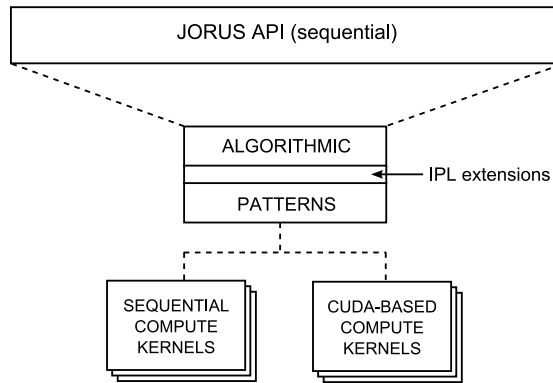 JORUS API (sequential)
ALGORITHMIC
IPL extensions
PATTERNS
SEQUENTIAL
COMPUTE
KERNELS
CUDA-BASED
COMPUTE
KERNELS